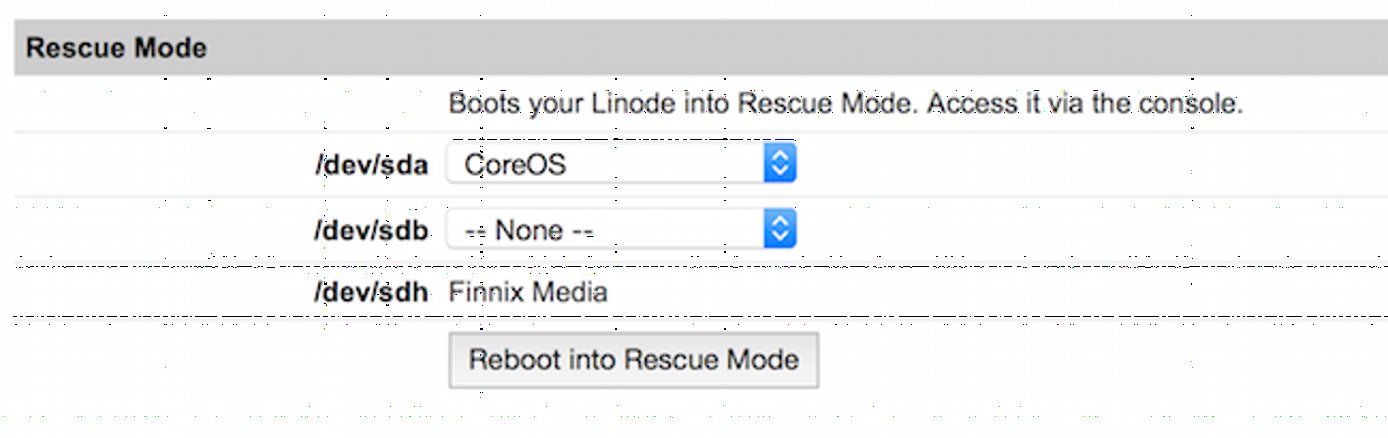 Rescue Mode
Boots your Linode into Rescue Mode. Access it via the console.
/dev/sda CoreOS
/dev/sdb -- None --
/dev/sdh Finnix Media
Reboot into Rescue Mode